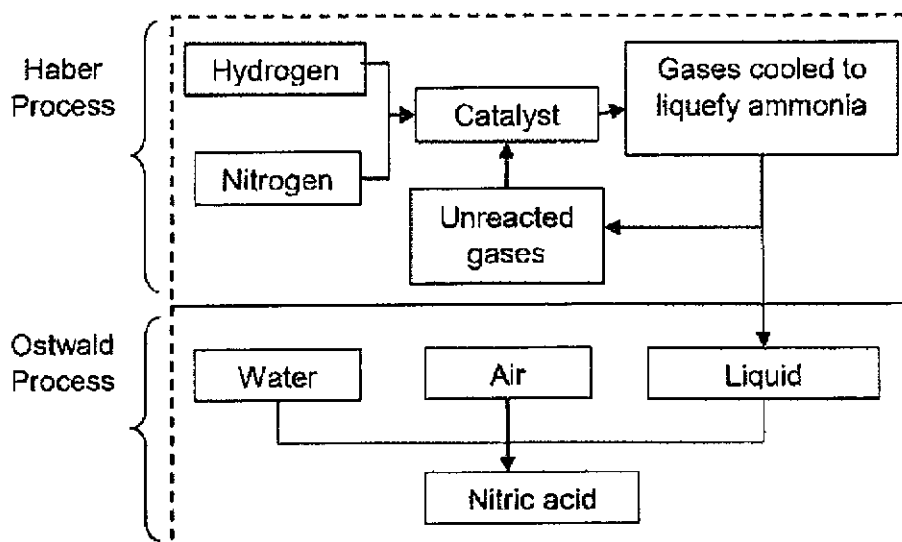 Haber
Process
Hydrogen
Nitrogen
Catalyst
Gases cooled to
liquefy ammonia
Unreacted
gases
Ostwald
Process
Water
Air
Liquid
Nitric acid